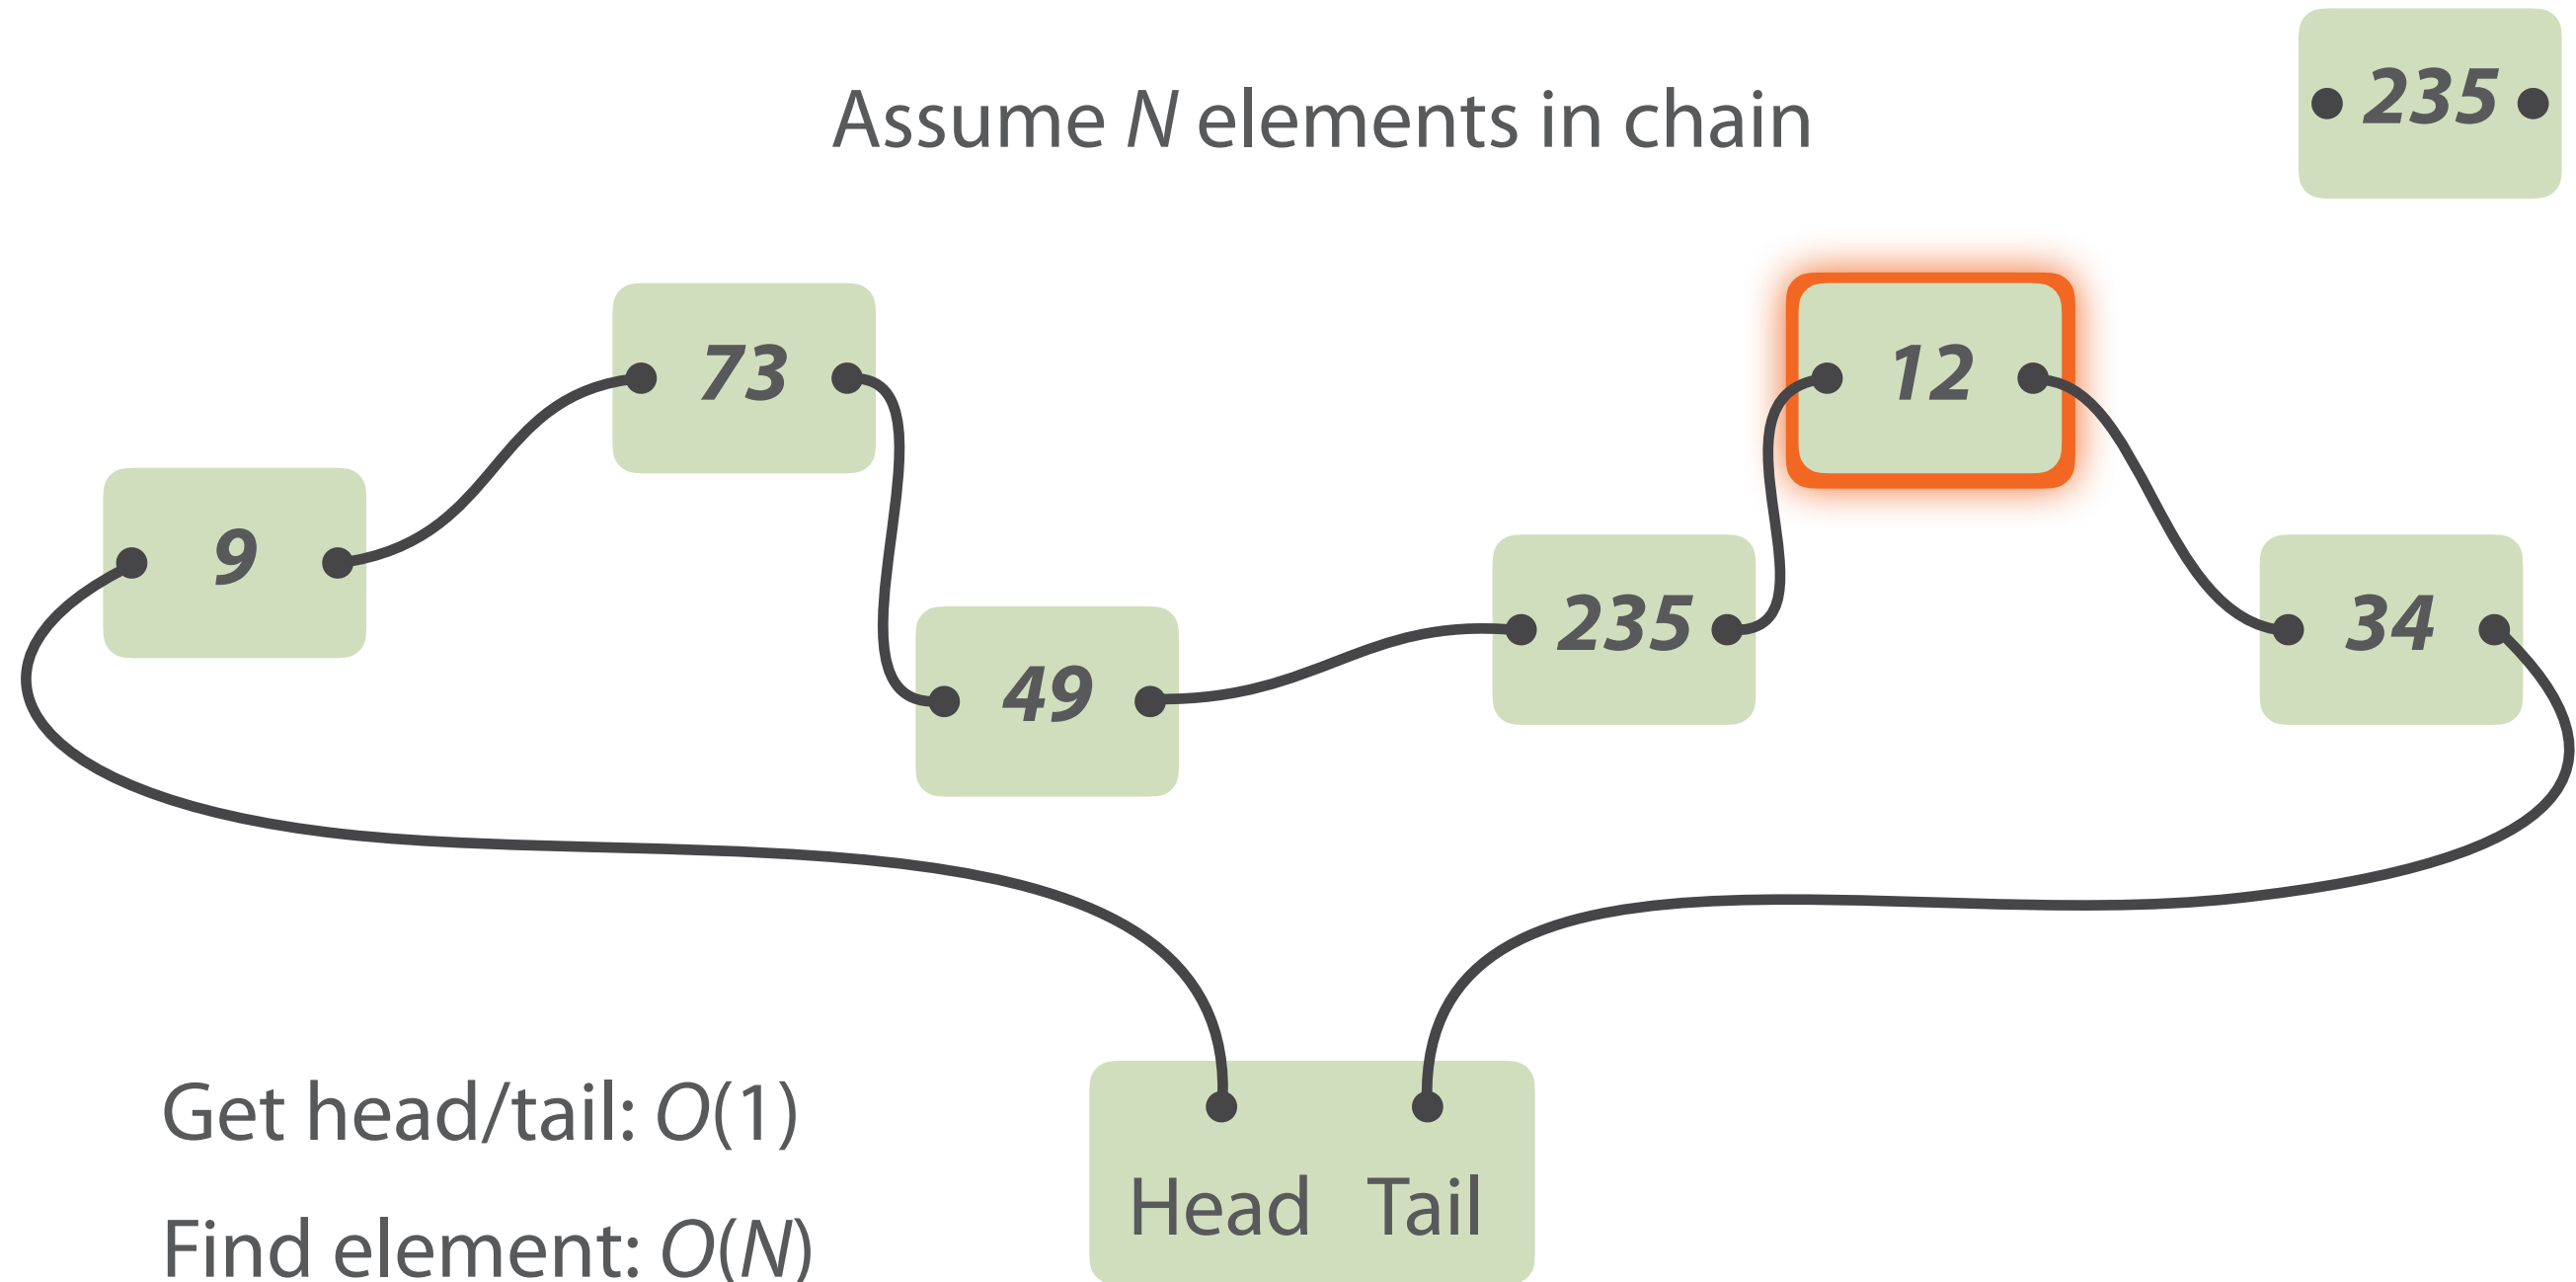 Assume N elements in chain
235
73
12
9
235
34
49
Get head/tail: O(1)
Find element: O(N)
Head Tail